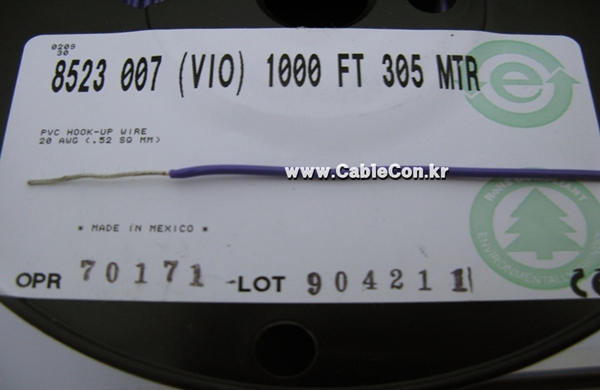 0209
30
8523 007 (VIO) 1000 FT 305 MTR
PVC HOOK-UP WIRE
20 AWG (.52 SQ MM)
www.CableCon.kr
* MADE IN MEXICO *
OPR 70171 LOT 904211